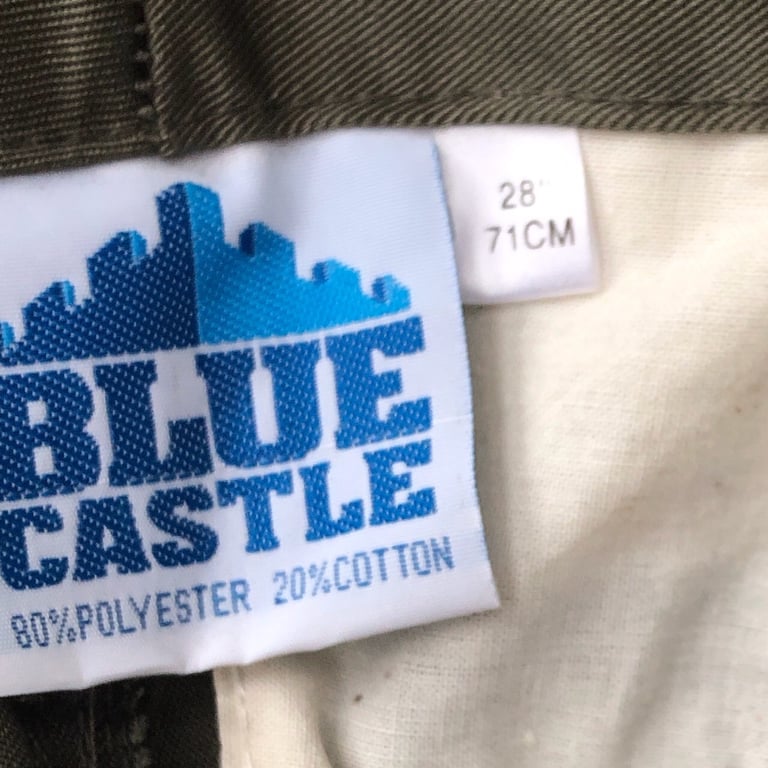 28"
71CM
BLUE
CASTLE
80%POLYESTER 20%COTTON